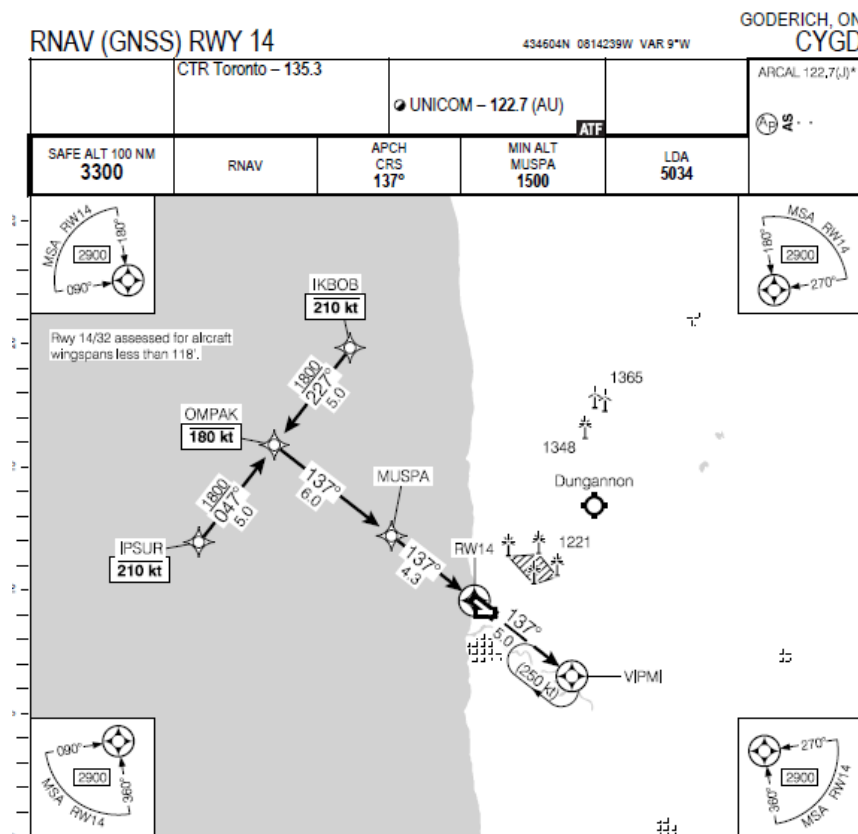 GODERICH, ON
RNAV (GNSS) RWY 14
434604N 0814239W VAR 9°W
CYGD
CTR Toronto – 135.3
UNICOM – 122.7 (AU)
ATF
ARCAL 122.7(J)*
AP AS
SAFE ALT 100 NM
3300
RNAV
APCH
CRS
137°
MIN ALT
MUSPA
1500
LDA
5034
MSA RW14
180°
2900
090°
MSA RW14
180°
2900
270°
Rwy 14/32 assessed for aircraft
wingspans less than 118'.
IKBOB
210 kt
1800
227°
5.0
OMPAK
180 kt
1365
1348
137°
6.0
MUSPA
Dungannon
1800
047°
5.0
IPSUR
210 kt
RW14
137°
4.3
1221
137°
5.0
(250 kt)
VIPMI
090°
2900
360°
MSA RW14
270°
2900
360°
MSA RW14